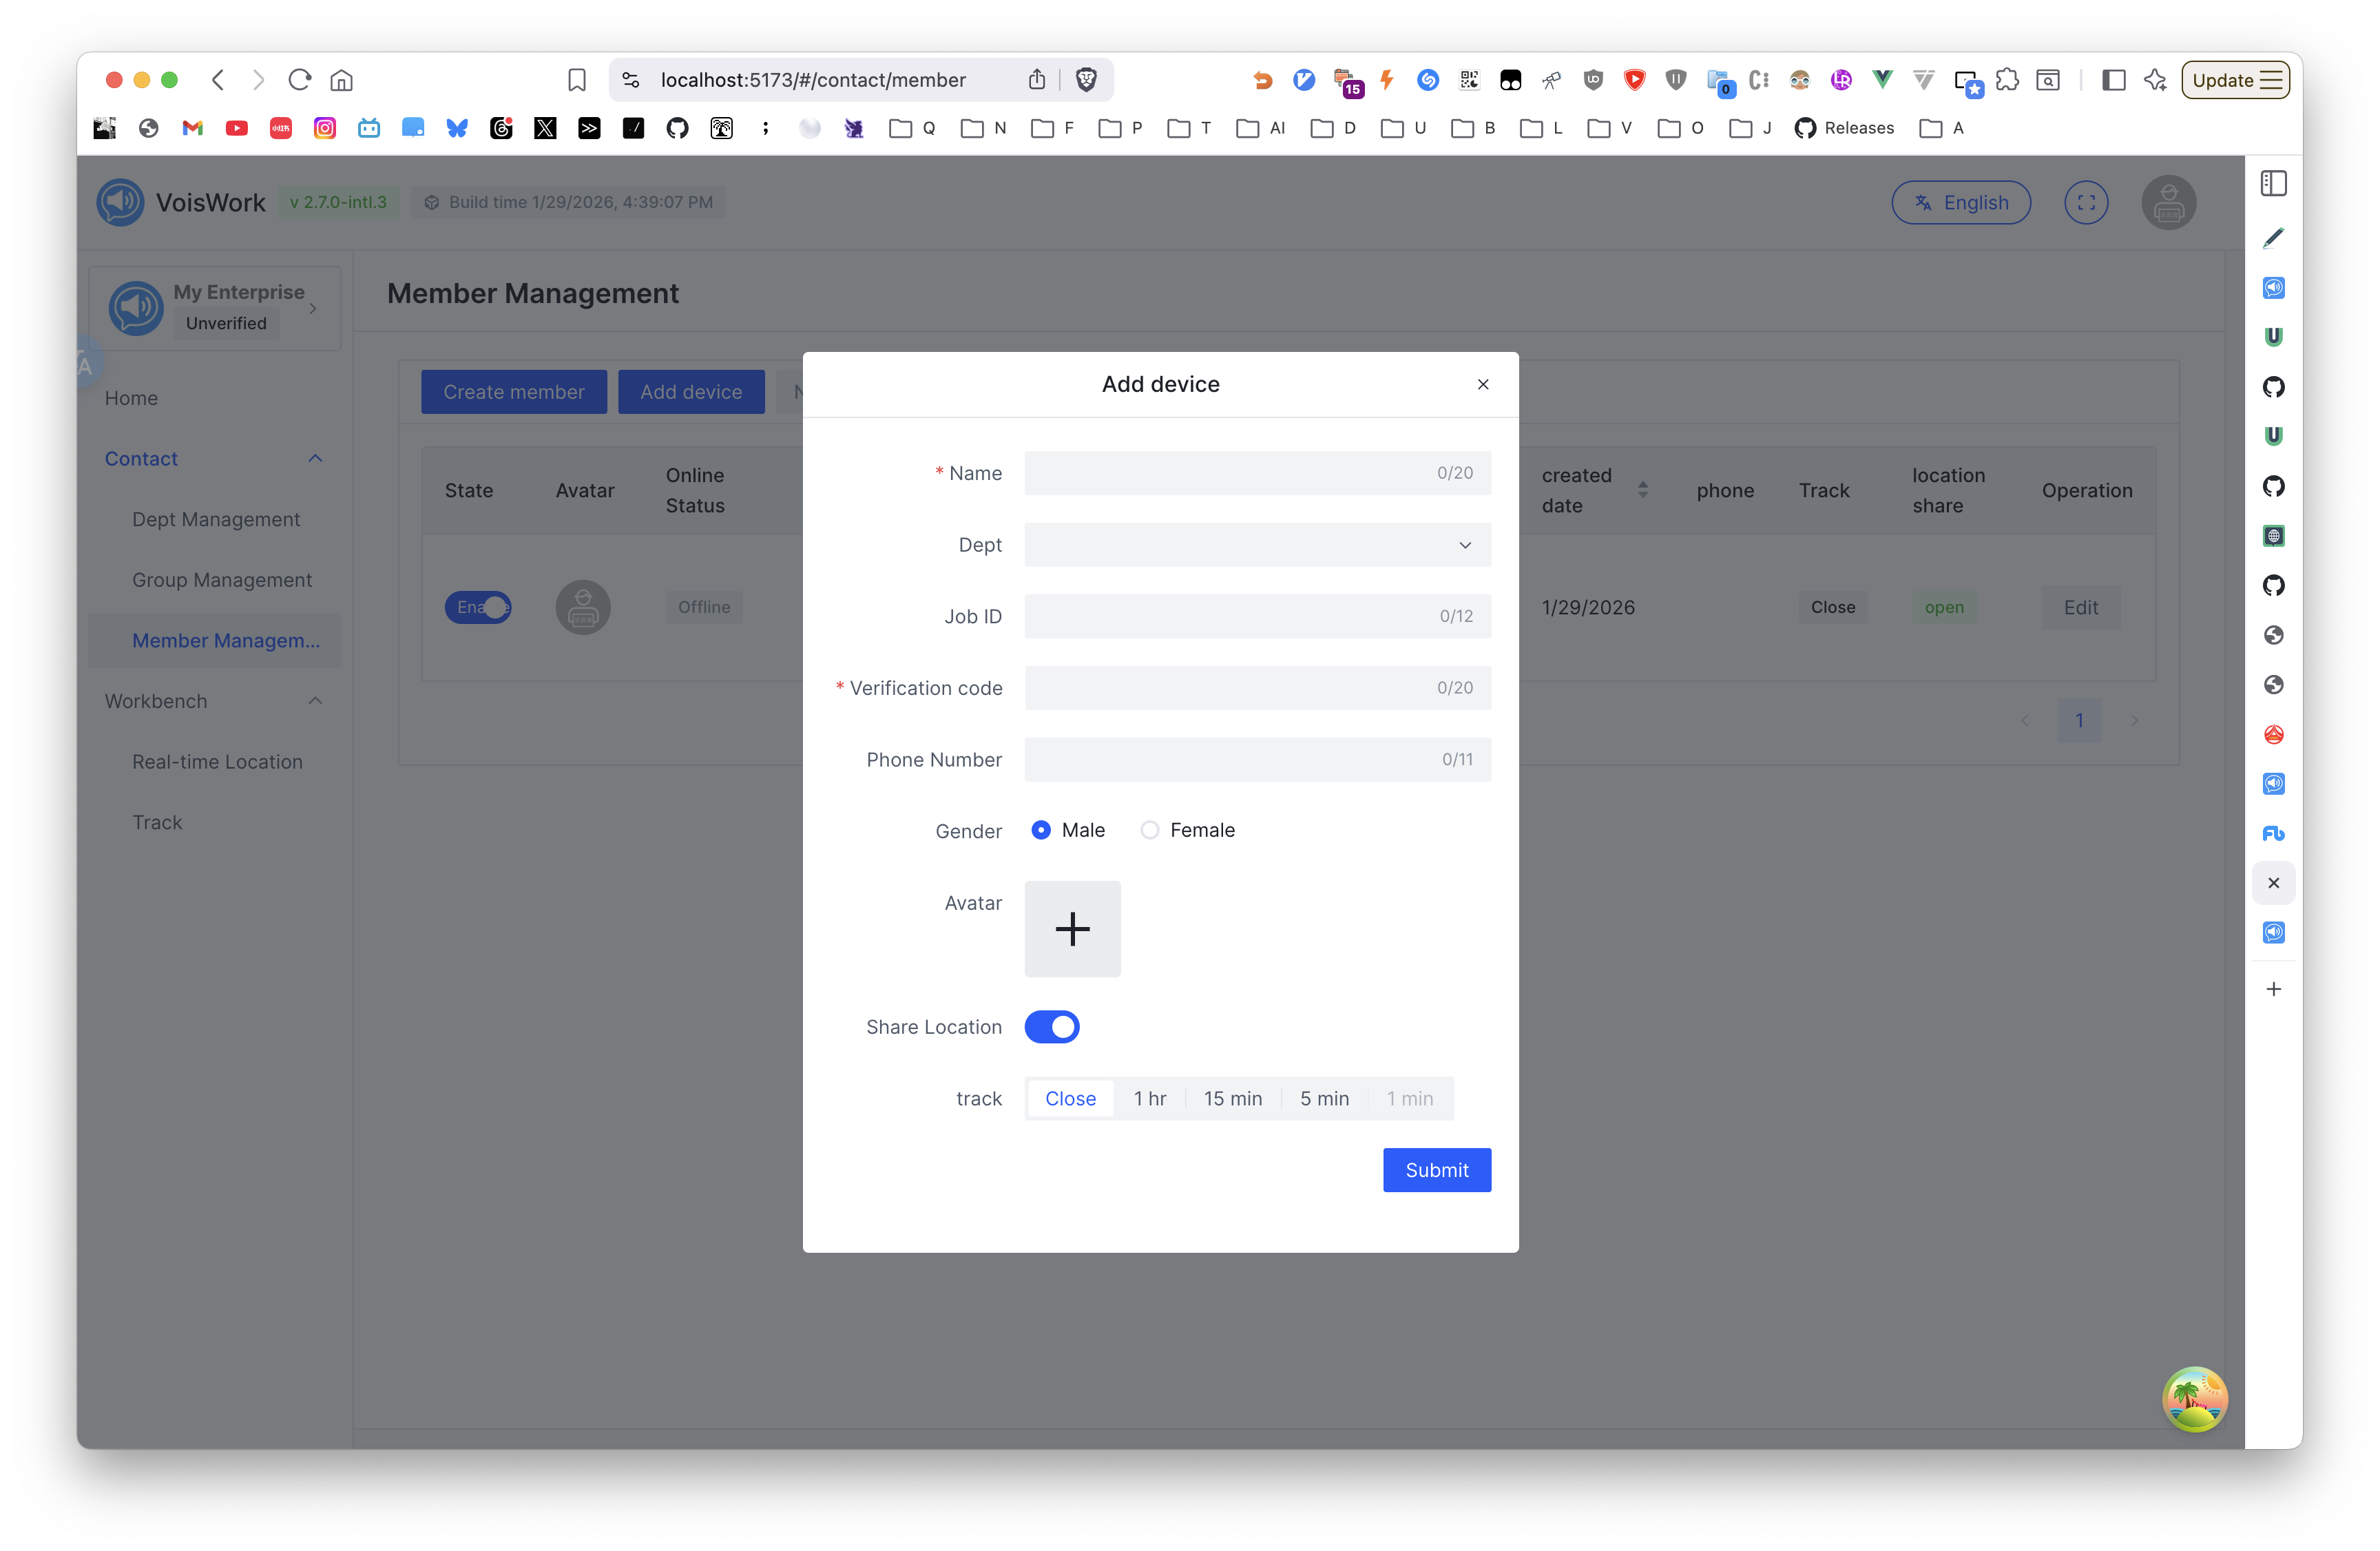 localhost:5173/#/contact/member
15
0
Update
Q
N
F
P
T
AI
D
U
B
L
V
O
J
Releases
A
VoisWork
v 2.7.0-intl.3
Build time 1/29/2026, 4:39:07 PM
English
My Enterprise
Unverified
Home
Contact
Dept Management
Group Management
Member Managem...
Workbench
Real-time Location
Track
Member Management
Create member
Add device
N
State
Avatar
Online
Status
created
date
phone
Track
location
share
Operation
Offline
1/29/2026
Close
open
Edit
1
Add device
* Name
0/20
Dept
Job ID
0/12
* Verification code
0/20
Phone Number
0/11
Gender
Male
Female
Avatar
Share Location
track
Close
1 hr
15 min
5 min
1 min
Submit